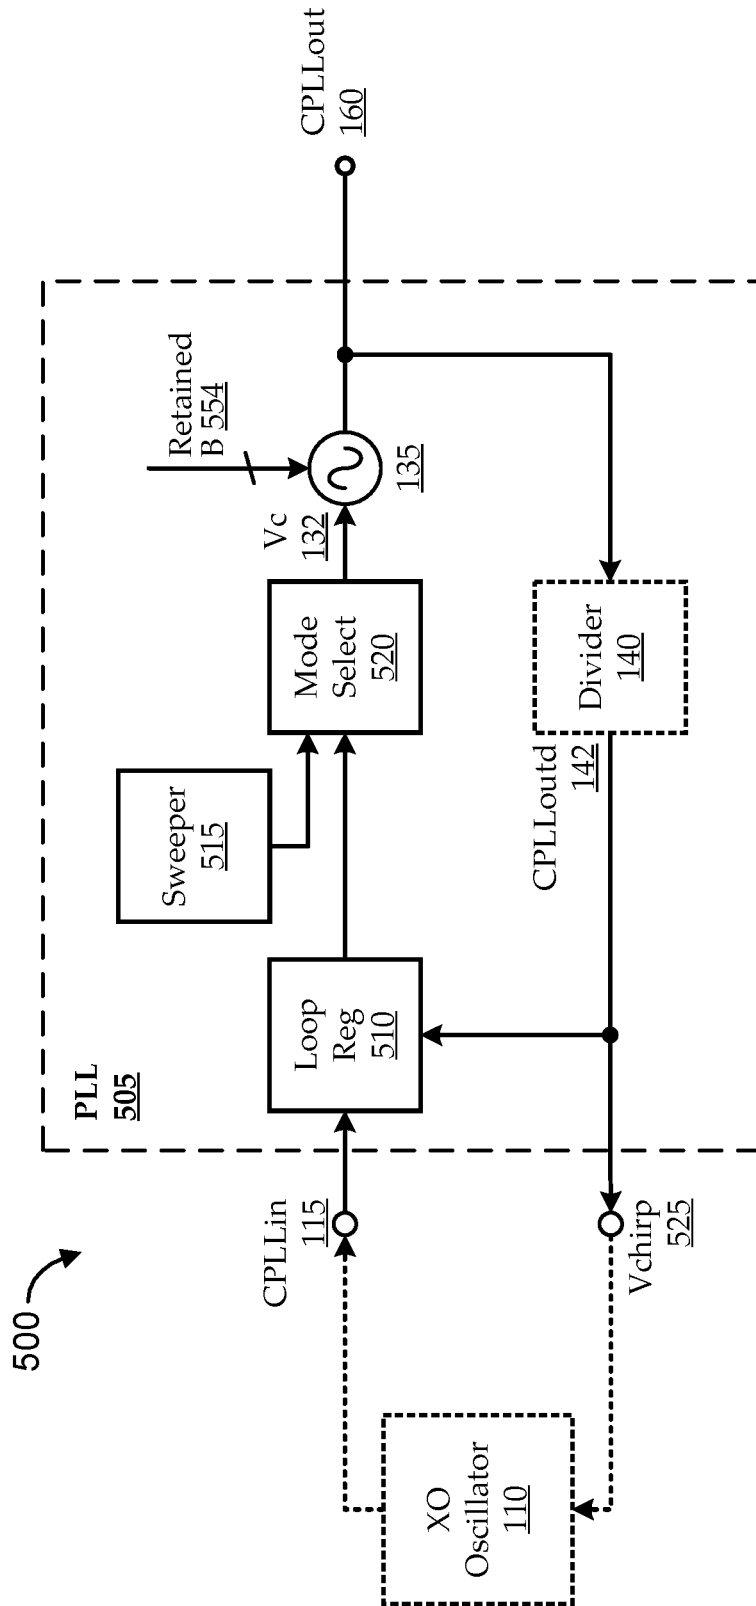 500
PLL
505
XO
Oscillator
110
CPLLin
115
Loop
Reg
510
Sweeper
515
Mode
Select
520
Vc
132
Retained
B 554
135
CPLLout
160
Vchirp
525
CPLLoutd
142
Divider
140